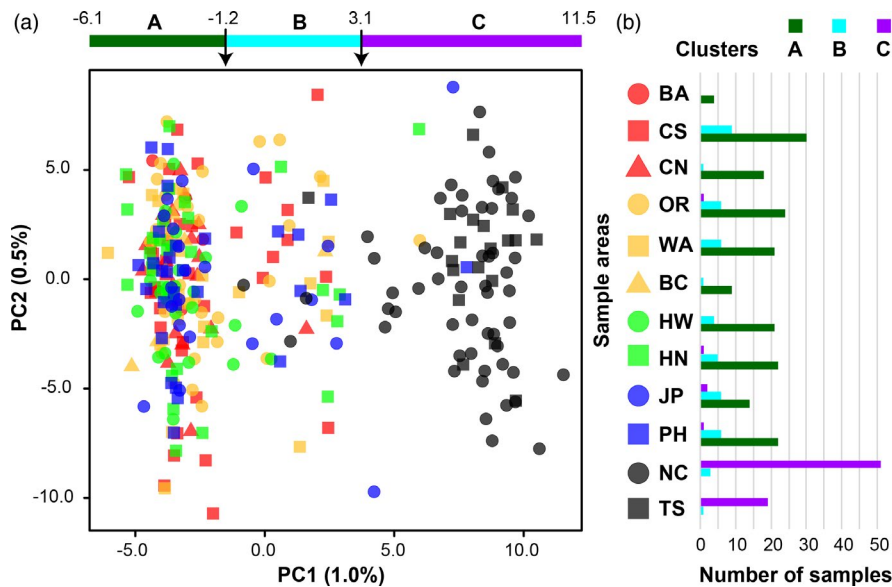 (a) -6.1 -1.2 3.1 11.5
A B C
PC2 (0.5%)
5.0
0.0
-5.0
-10.0
-5.0 0.0 5.0 10.0
PC1 (1.0%)
(b) Clusters A B C
Sample areas
BA
CS
CN
OR
WA
BC
HW
HN
JP
PH
NC
TS
0 10 20 30 40 50
Number of samples